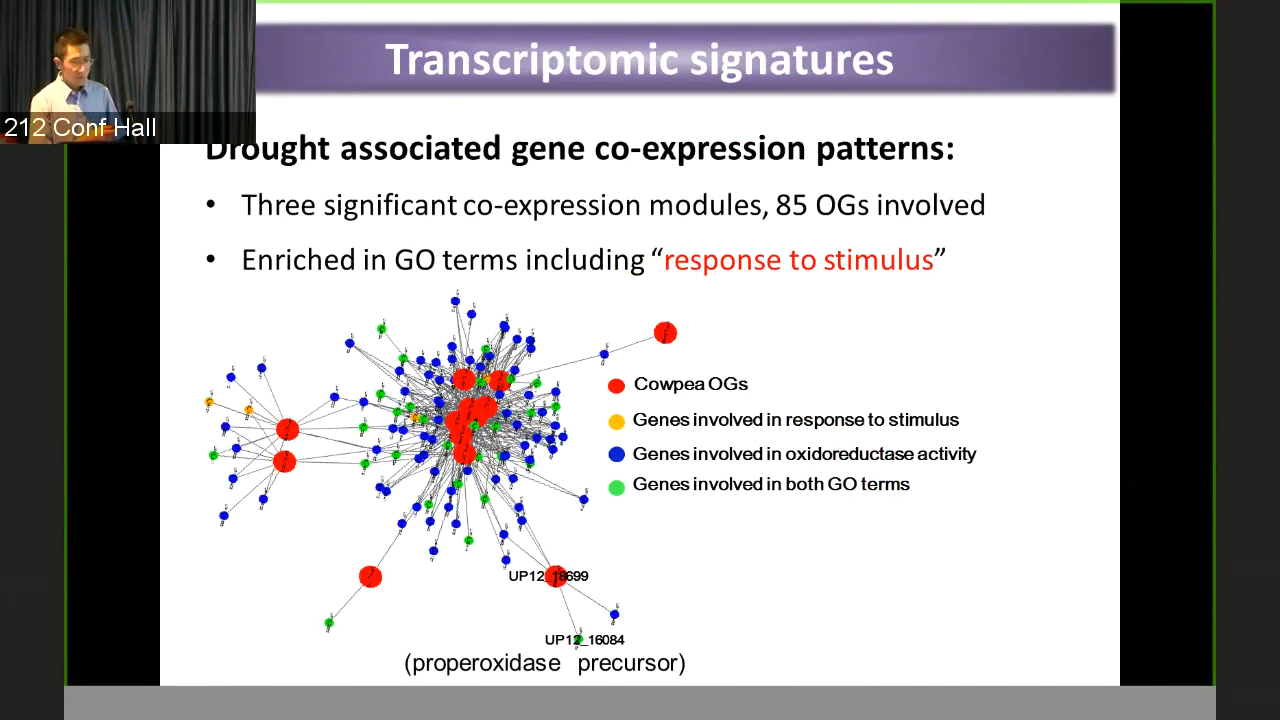 Transcriptomic signatures
212 Conf Hall
Drought associated gene co-expression patterns:
• Three significant co-expression modules, 85 OGs involved
• Enriched in GO terms including “response to stimulus”
Cowpea OGs
Genes involved in response to stimulus
Genes involved in oxidoreductase activity
Genes involved in both GO terms
UP12_18699
UP12_16084
(properoxidase precursor)